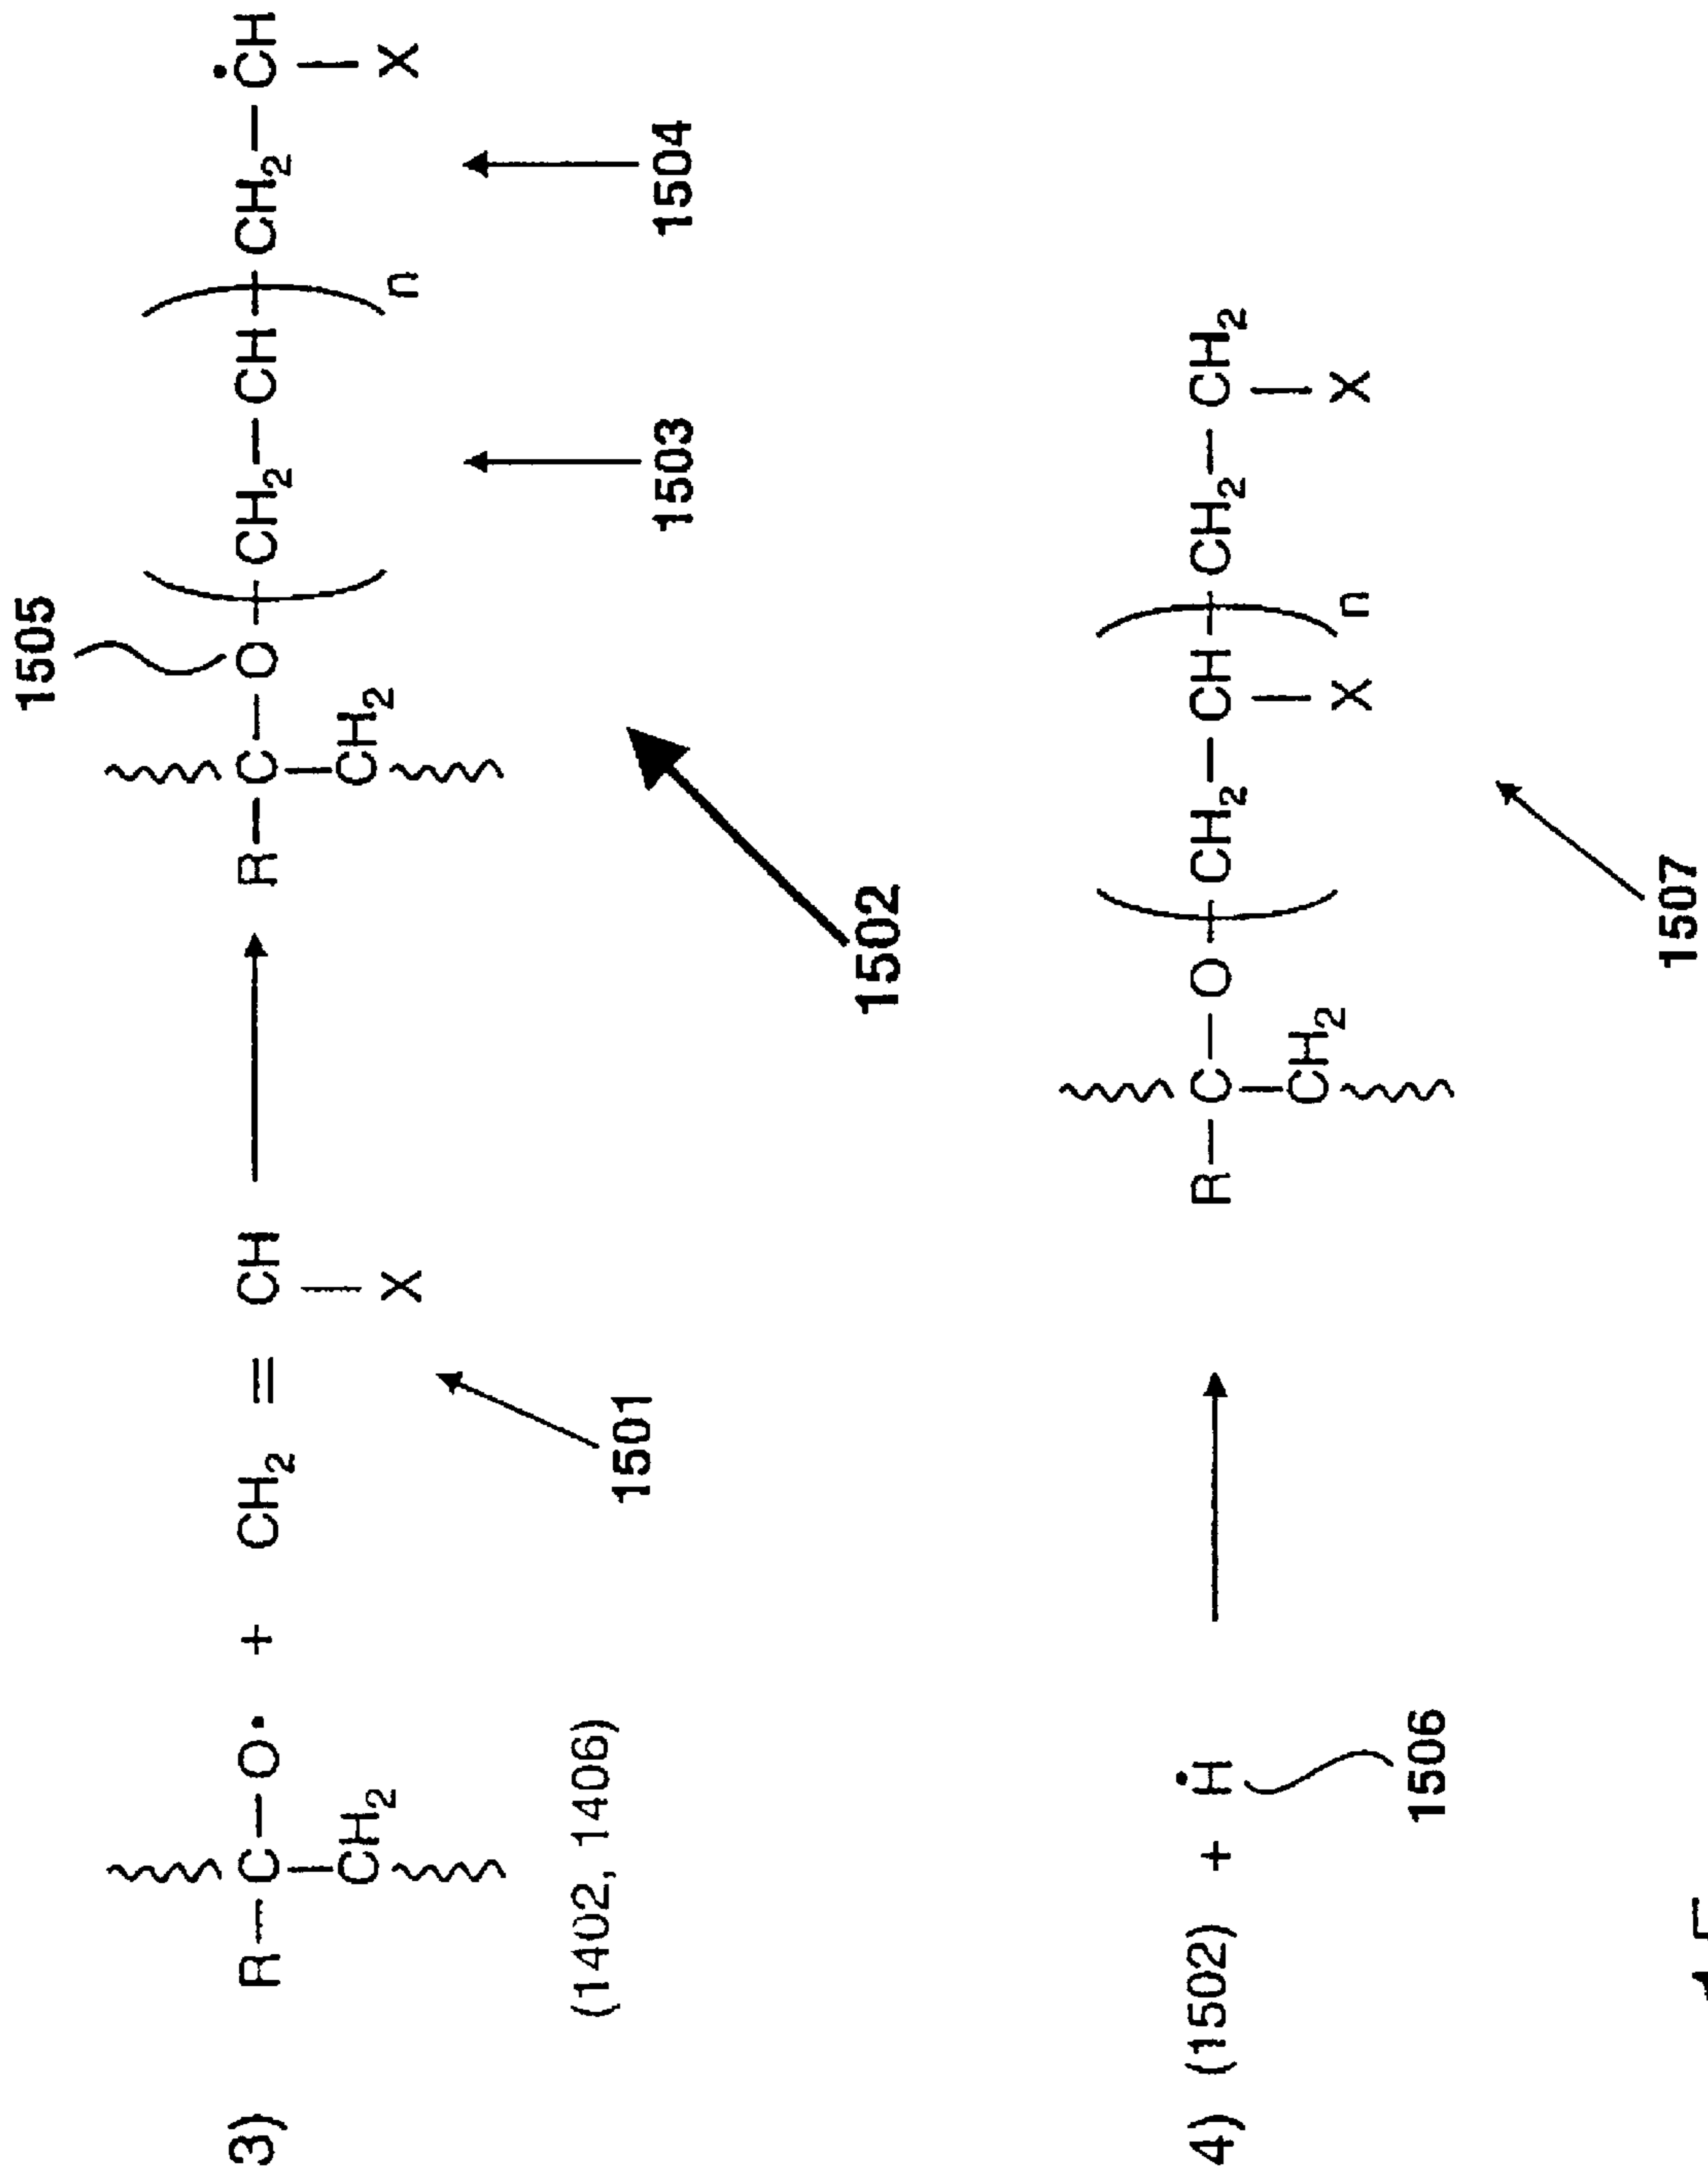 1505
3) R–C–O• + CH₂ = CH → R–C–O–(CH₂–CH)–CH₂–ĊH
CH₂ X CH₂ n X
(1402, 1406)
1501
1502
1503
1504
4) (1502) + Ḣ → R–C–O–(CH₂–CH)–CH₂–CH₂
CH₂ X n X
1506
1507